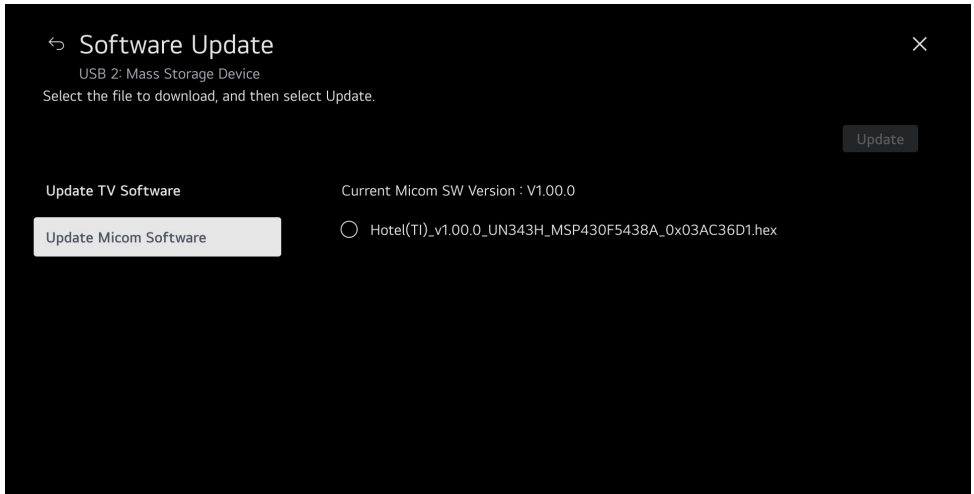 Software Update
USB 2: Mass Storage Device
Select the file to download, and then select Update.
Update
Update TV Software
Current Micom SW Version : V1.00.0
Update Micom Software
Hotel(TI)_v1.00.0_UN343H_MSP430F5438A_0x03AC36D1.hex